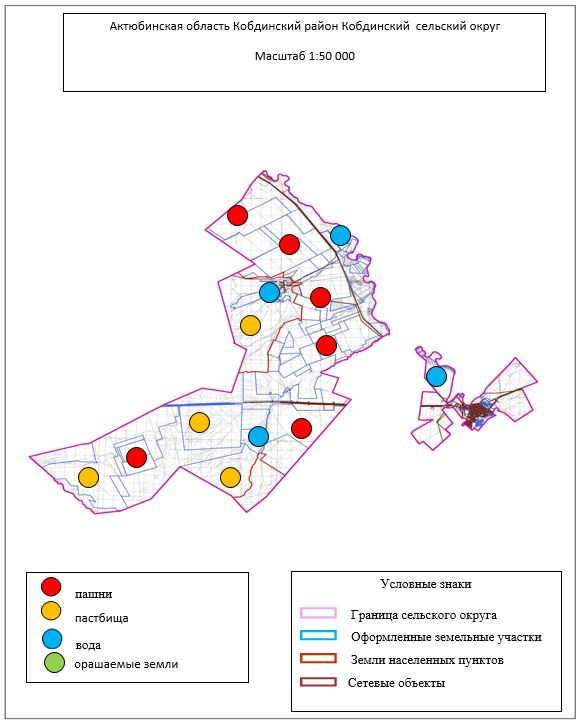 Актюбинская область Кобдинский район Кобдинский сельский округ
Масштаб 1:50 000
пашни
пастбища
вода
орашаемые земли
Условные знаки
Граница сельского округа
Оформленные земельные участки
Земли населенных пунктов
Сетевые объекты